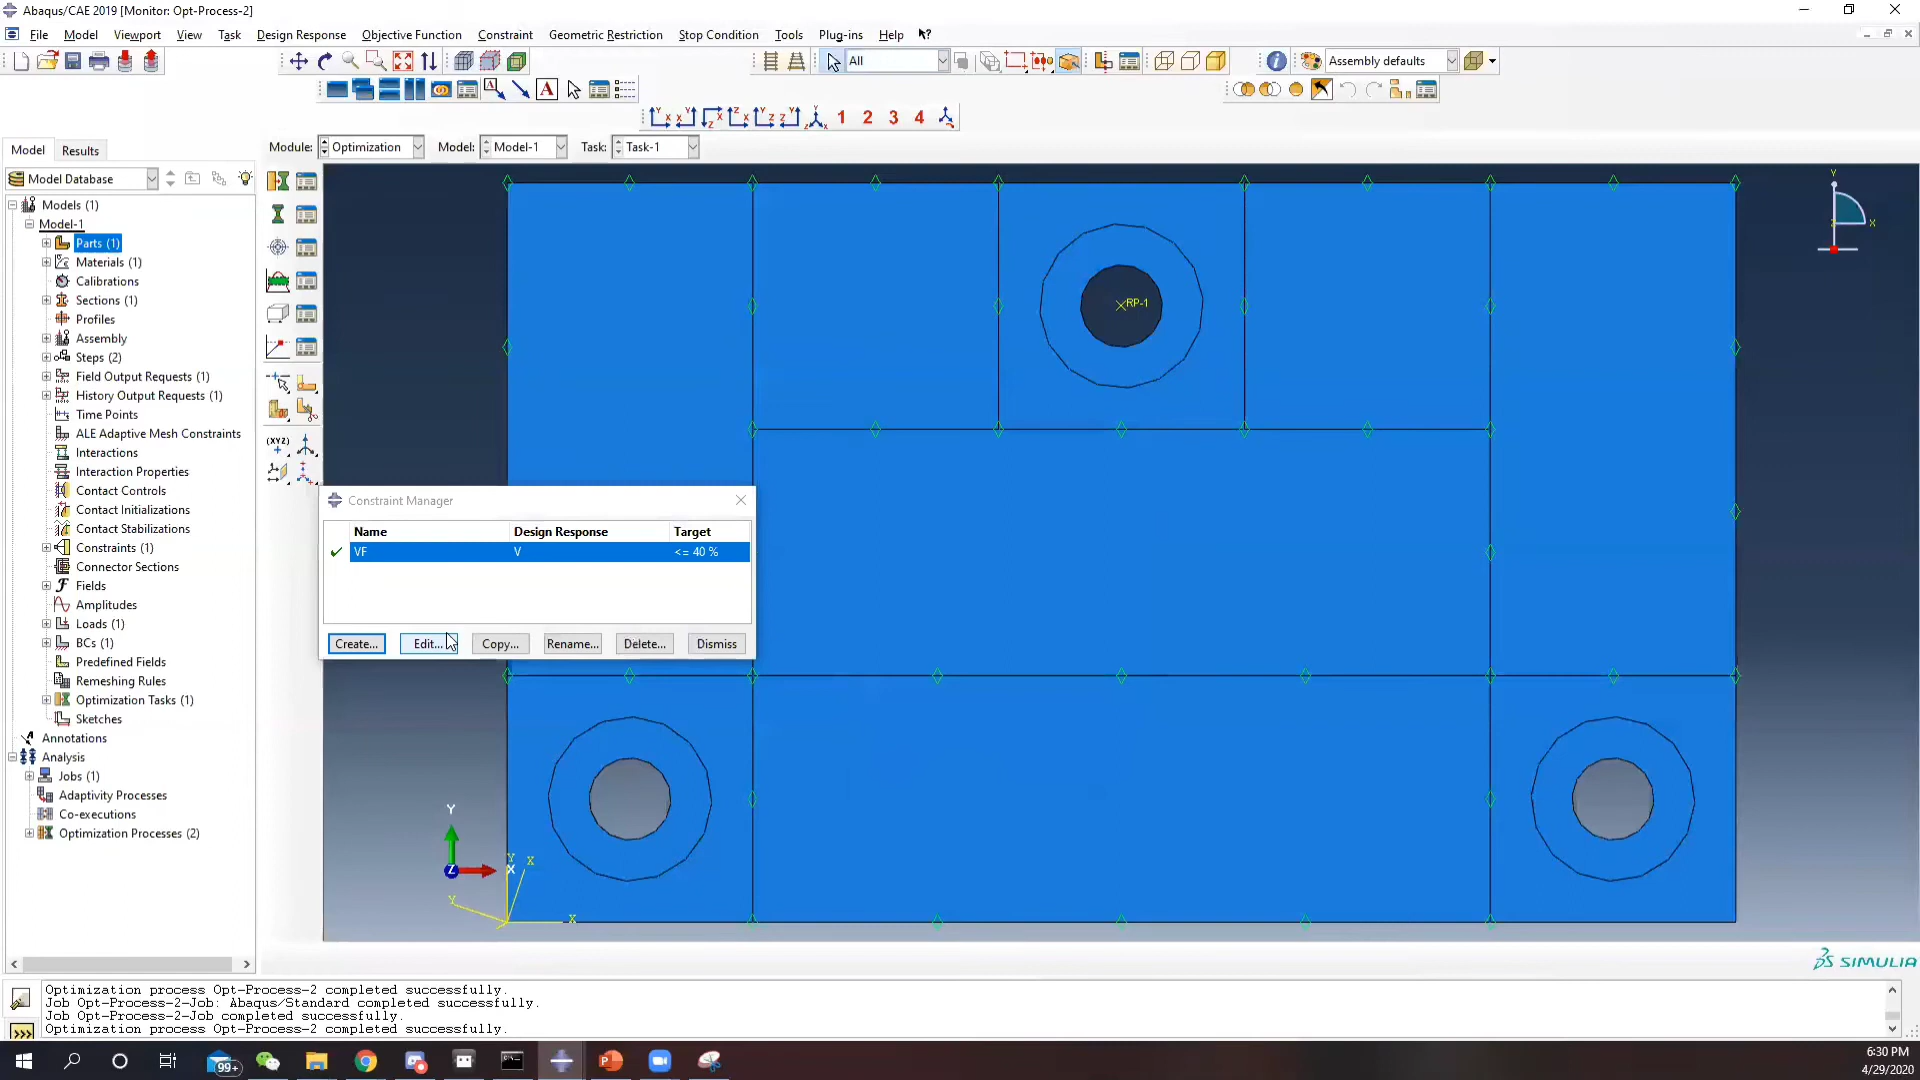 Abaqus/CAE 2019 [Monitor: Opt-Process-2]
File Model Viewport View Task Design Response Objective Function Constraint Geometric Restriction Stop Condition Tools Plug-ins Help
All
Assembly defaults
1 2 3 4
Model Results
Module: Optimization Model: Model-1 Task: Task-1
Model Database
Models (1)
Model-1
Parts (1)
Materials (1)
Calibrations
Sections (1)
Profiles
Assembly
Steps (2)
Field Output Requests (1)
History Output Requests (1)
Time Points
ALE Adaptive Mesh Constraints
Interactions
Interaction Properties
Contact Controls
Contact Initializations
Contact Stabilizations
Constraints (1)
Connector Sections
Fields
Amplitudes
Loads (1)
BCs (1)
Predefined Fields
Remeshing Rules
Optimization Tasks (1)
Sketches
Annotations
Analysis
Jobs (1)
Adaptivity Processes
Co-executions
Optimization Processes (2)
(XYZ)
RP-1
Y
X
Constraint Manager
Name Design Response Target
VF V <= 40 %
Create... Edit... Copy... Rename... Delete... Dismiss
Y
Z
X
Y
X
Y
X
SIMULIA
Optimization process Opt-Process-2 completed successfully.
Job Opt-Process-2-Job: Abaqus/Standard completed successfully.
Job Opt-Process-2-Job completed successfully.
Optimization process Opt-Process-2 completed successfully.
>>>
99+
6:30 PM
4/29/2020